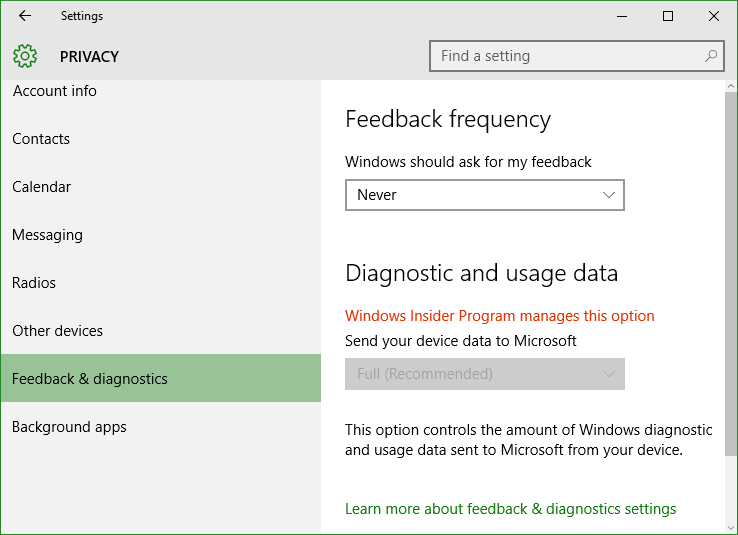 Settings
PRIVACY
Find a setting
Account info
Contacts
Calendar
Messaging
Radios
Other devices
Feedback & diagnostics
Background apps
Feedback frequency
Windows should ask for my feedback
Never
Diagnostic and usage data
Windows Insider Program manages this option
Send your device data to Microsoft
Full (Recommended)
This option controls the amount of Windows diagnostic
and usage data sent to Microsoft from your device.
Learn more about feedback & diagnostics settings